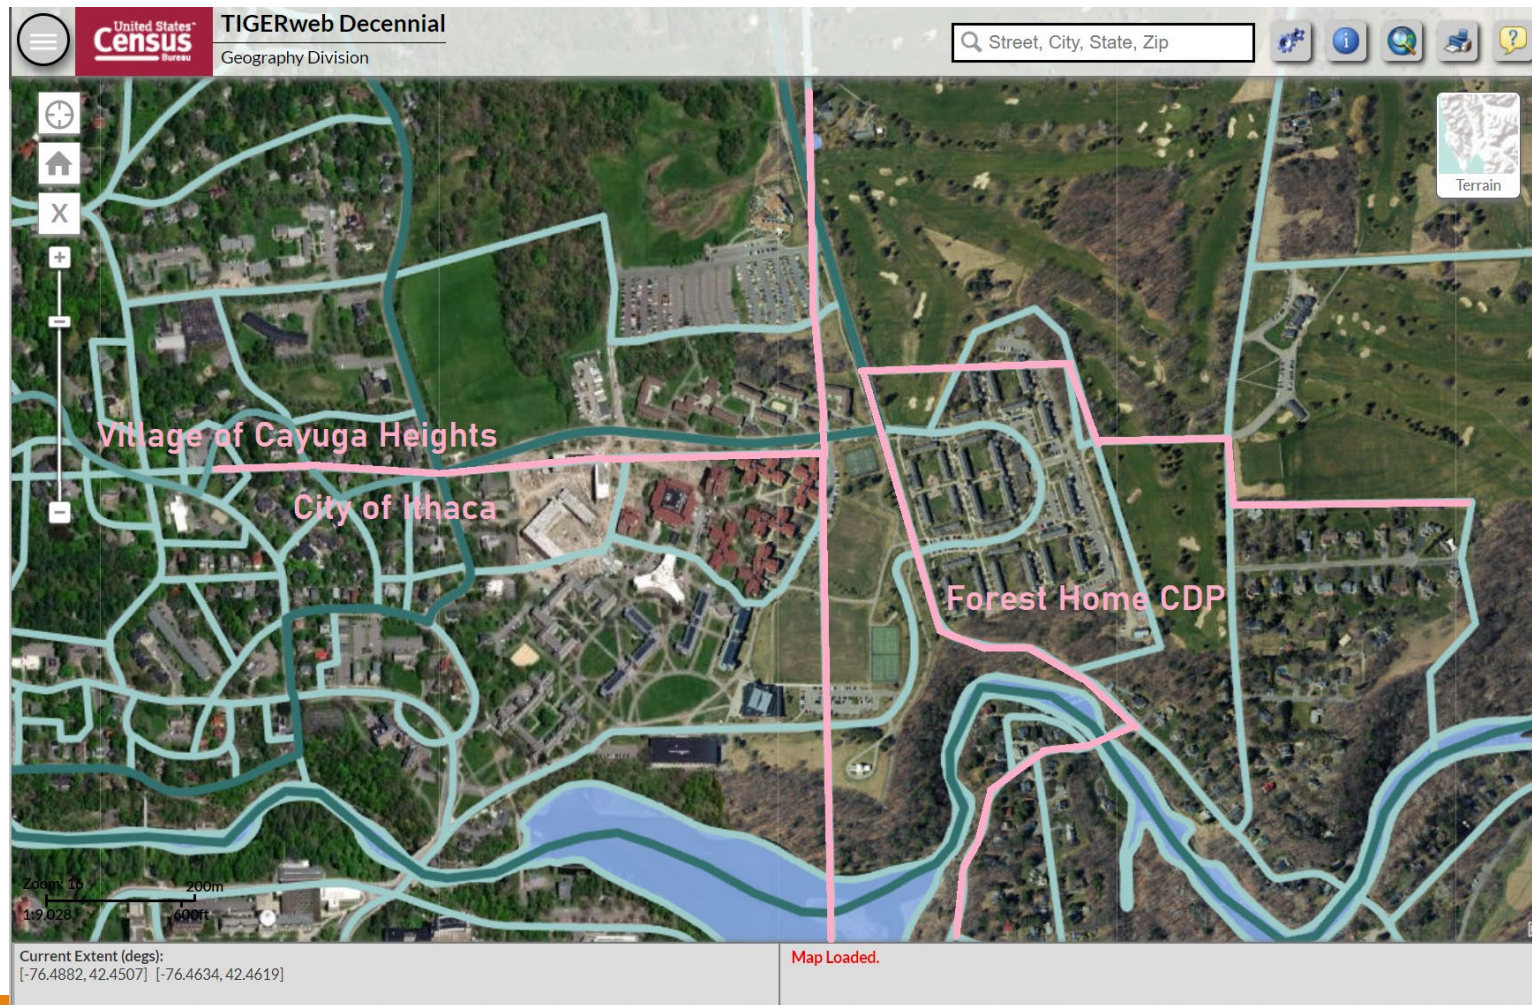 United States™
Census
Bureau
TIGERweb Decennial
Geography Division
Street, City, State, Zip
i
?
X
Terrain
+
−
−
Village of Cayuga Heights
City of Ithaca
Forest Home CDP
Zoom: 16
200m
1:9,028
600ft
Current Extent (degs):
[-76.4882, 42.4507] [-76.4634, 42.4619]
Map Loaded.